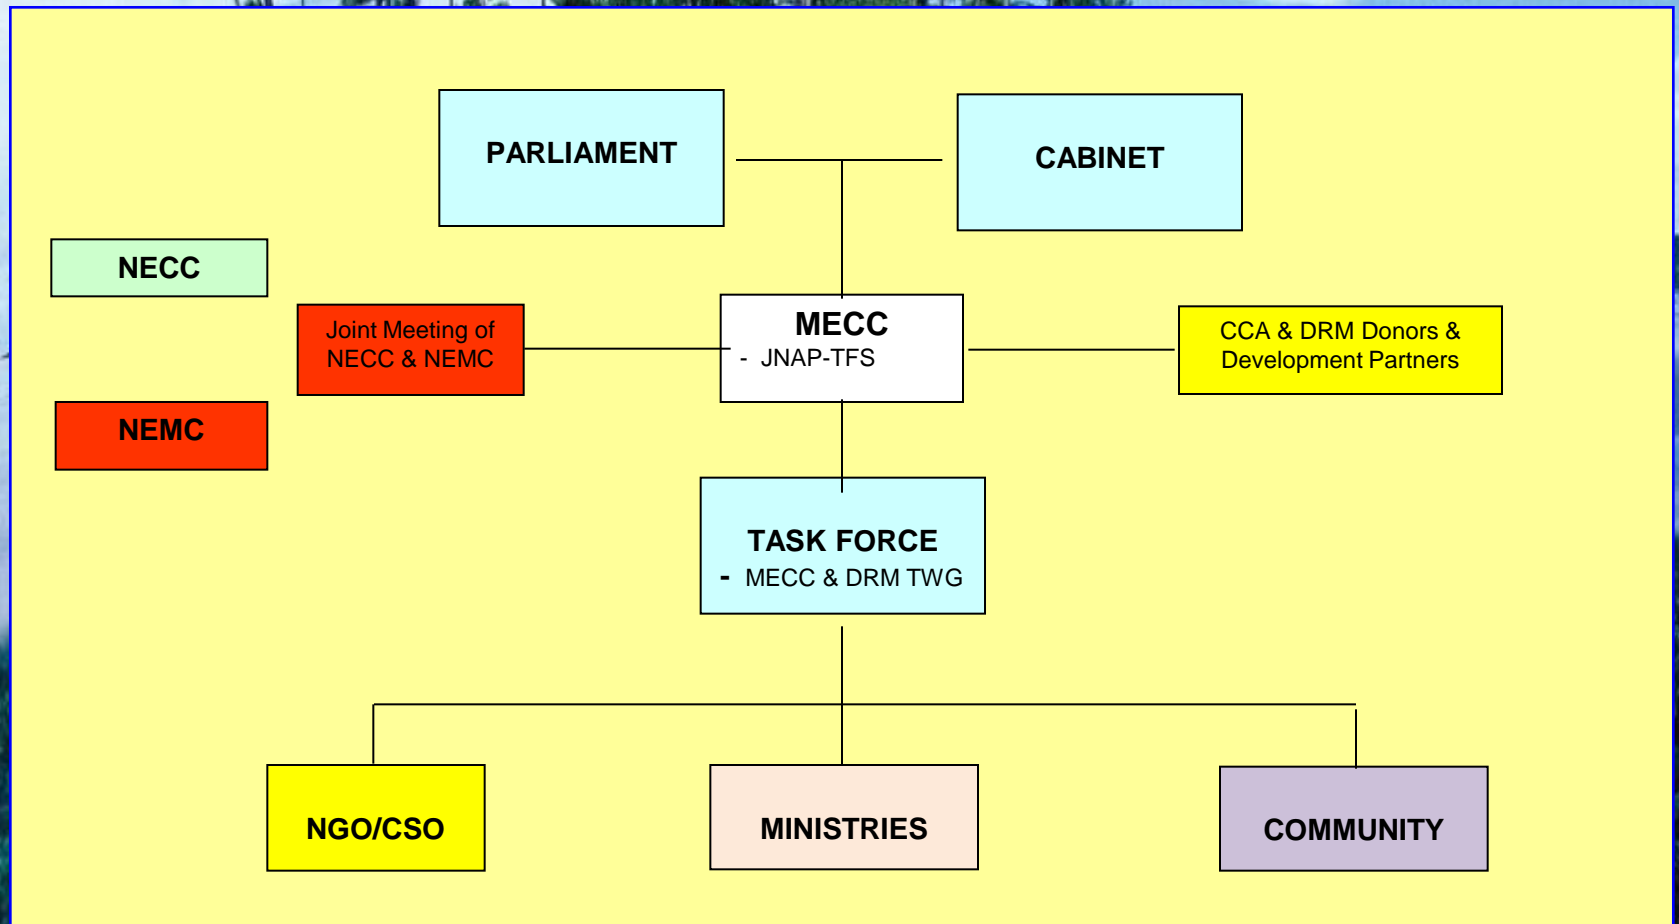 PARLIAMENT
CABINET
NECC
Joint Meeting of
NECC & NEMC
MECC
- JNAP-TFS
CCA & DRM Donors &
Development Partners
NEMC
TASK FORCE
- MECC & DRM TWG
NGO/CSO
MINISTRIES
COMMUNITY